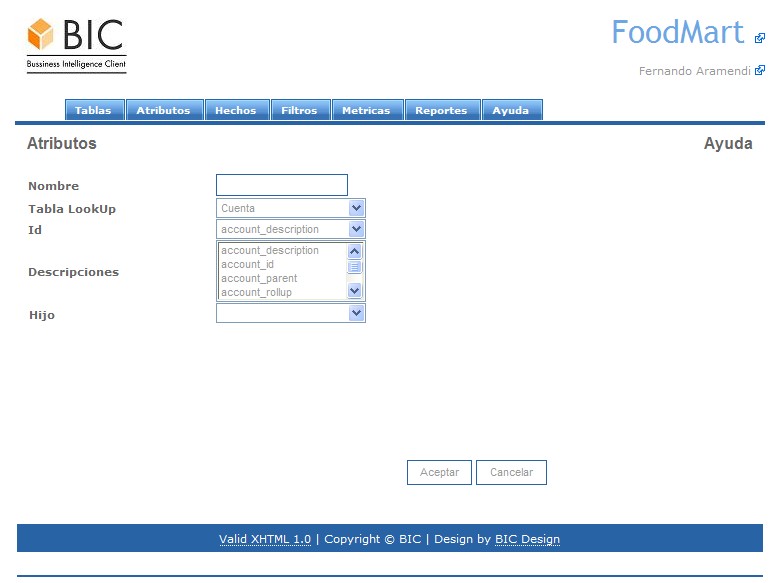 BIC
Bussiness Intelligence Client
FoodMart
Fernando Aramendi
Tablas Atributos Hechos Filtros Metricas Reportes Ayuda
Atributos Ayuda
Nombre
Tabla LookUp Cuenta
Id account_description
Descripciones
account_description
account_id
account_parent
account_rollup
Hijo
Aceptar Cancelar
Valid XHTML 1.0 | Copyright © BIC | Design by BIC Design